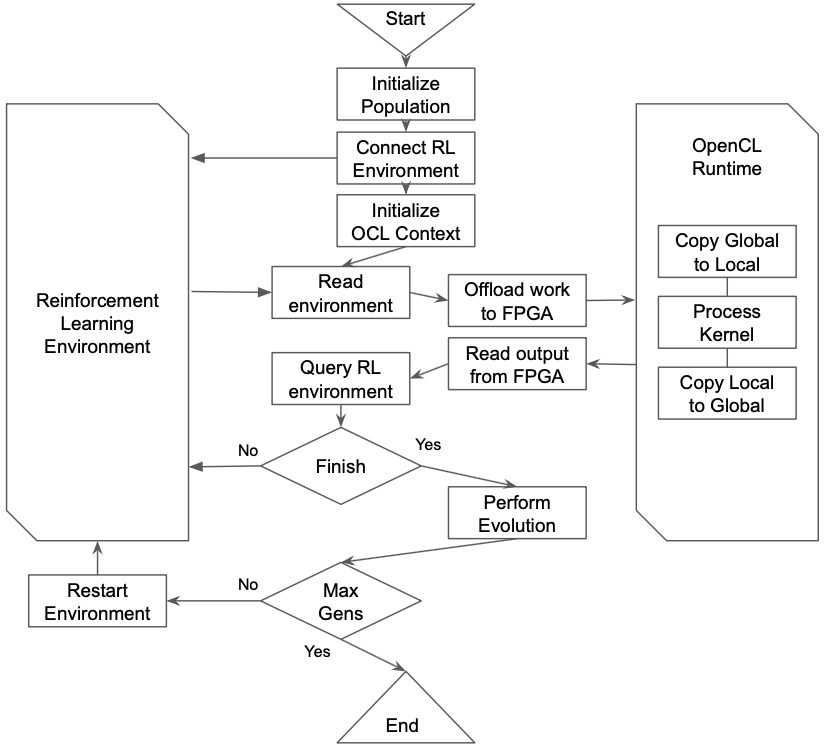 Start
Initialize
Population
Connect RL
Environment
Initialize
OCL Context
Read
environment
Offload work
to FPGA
OpenCL
Runtime
Copy Global
to Local
Process
Kernel
Copy Local
to Global
Read output
from FPGA
Query RL
environment
Reinforcement
Learning
Environment
Finish
No
Yes
Perform
Evolution
Max
Gens
No
Yes
Restart
Environment
End